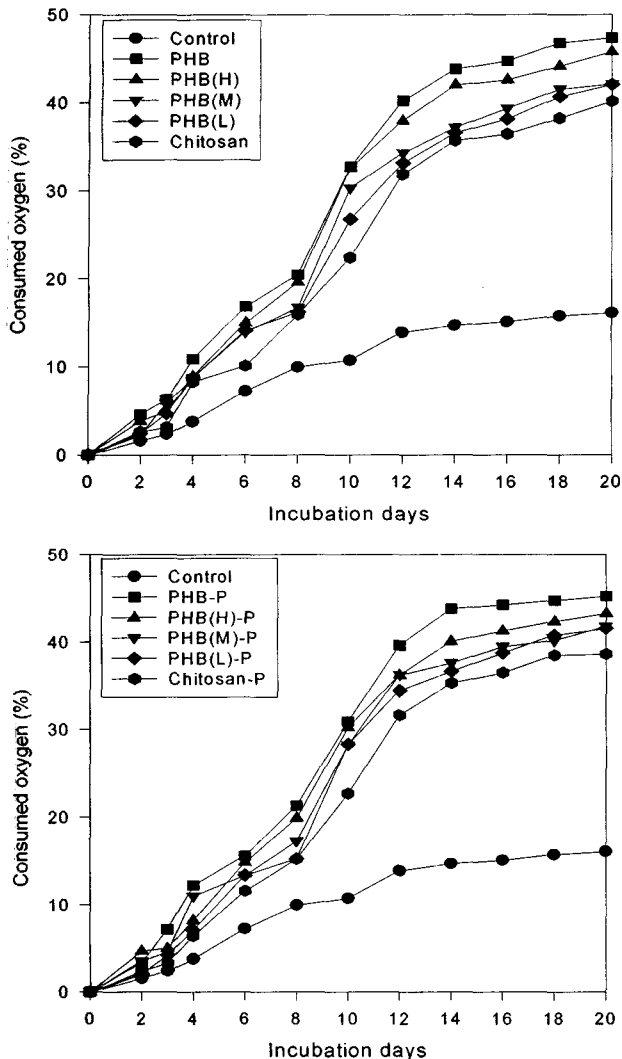 50
40
30
20
10
0
Consumed oxygen (%)
Control
PHB
PHB(H)
PHB(M)
PHB(L)
Chitosan
0 2 4 6 8 10 12 14 16 18 20
Incubation days
50
40
30
20
10
0
Consumed oxygen (%)
Control
PHB-P
PHB(H)-P
PHB(M)-P
PHB(L)-P
Chitosan-P
0 2 4 6 8 10 12 14 16 18 20
Incubation days